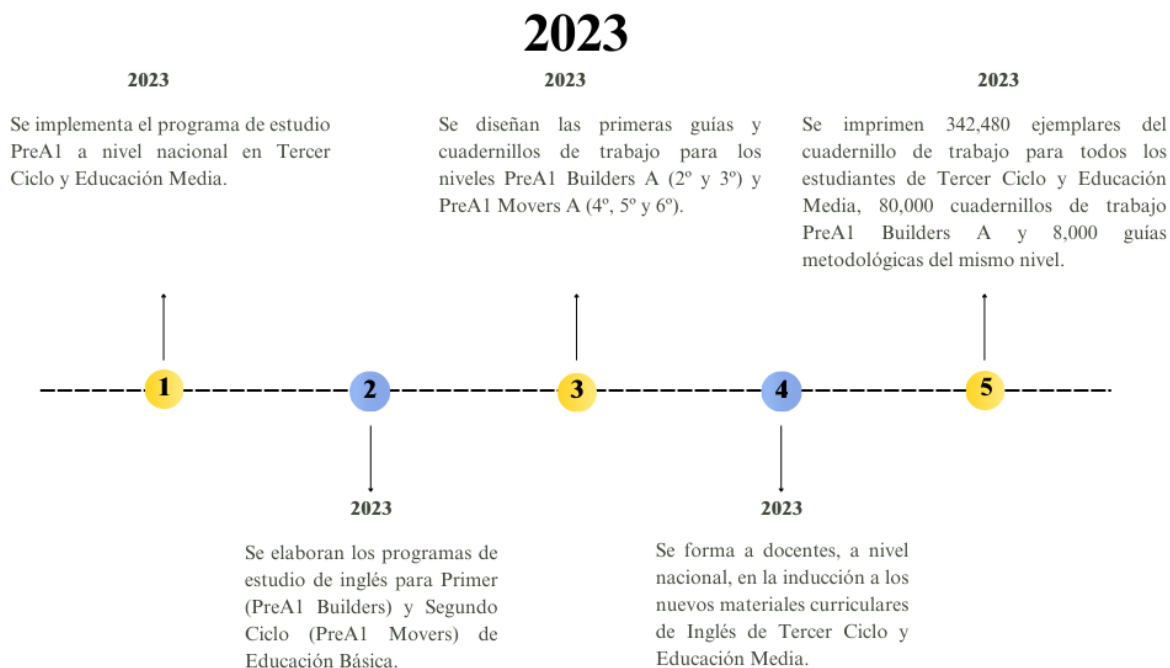 2023
2023
Se implementa el programa de estudio
PreA1 a nivel nacional en Tercer
Ciclo y Educación Media.
2023
Se diseñan las primeras guías y
cuadernillos de trabajo para los
niveles PreA1 Builders A (2º y 3º) y
PreA1 Movers A (4º, 5º y 6º).
2023
Se imprimen 342,480 ejemplares del
cuadernillo de trabajo para todos los
estudiantes de Tercer Ciclo y Educación
Media, 80,000 cuadernillos de trabajo
PreA1 Builders A y 8,000 guías
metodológicas del mismo nivel.
1
2
3
4
5
2023
Se elaboran los programas de
estudio de inglés para Primer
(PreA1 Builders) y Segundo
Ciclo (PreA1 Movers) de
Educación Básica.
2023
Se forma a docentes, a nivel
nacional, en la inducción a los
nuevos materiales curriculares
de Inglés de Tercer Ciclo y
Educación Media.